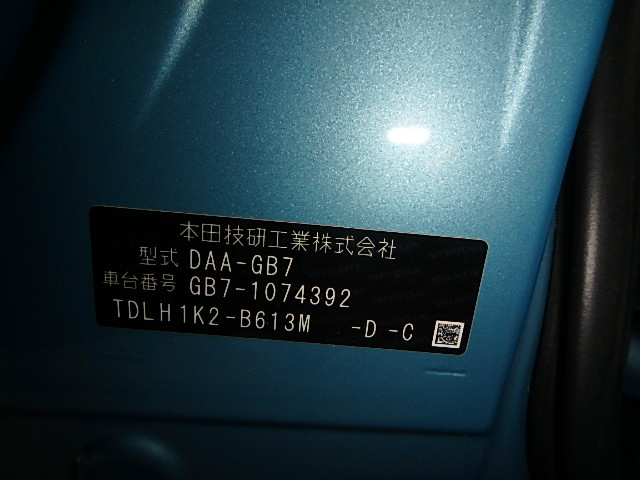 本田技研工業株式会社
型式 DAA-GB7
車台番号 GB7-1074392
TDLH1K2-B613M -D -C